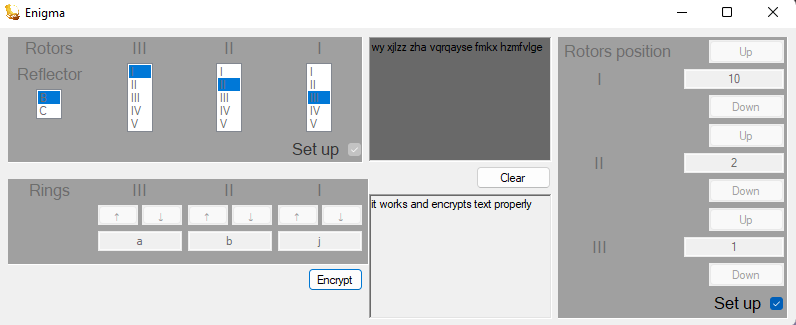 Enigma
Rotors III II I
Reflector
B
C
I
II
III
IV
V
I
II
III
IV
V
I
II
III
IV
V
Set up
Rings III II I
↑ ↓ ↑ ↓ ↑ ↓
a b j
Encrypt
wy xjlzz zha vqrqayse fmkx hzmfvlge
Clear
it works and encrypts text properly
Rotors position
Up
I 10
Down
Up
II 2
Down
Up
III 1
Down
Set up